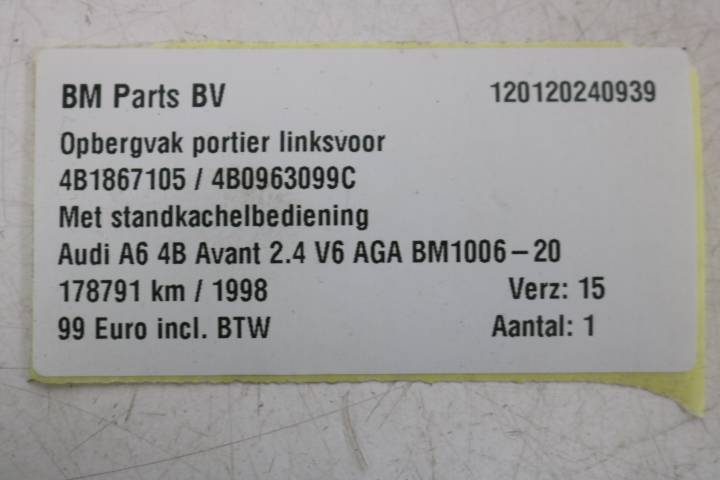 BM Parts BV 120120240939
Opbergvak portier linksvoor
4B1867105 / 4B0963099C
Met standkachelbediening
Audi A6 4B Avant 2.4 V6 AGA BM1006-20
178791 km / 1998 Verz: 15
99 Euro incl. BTW Aantal: 1